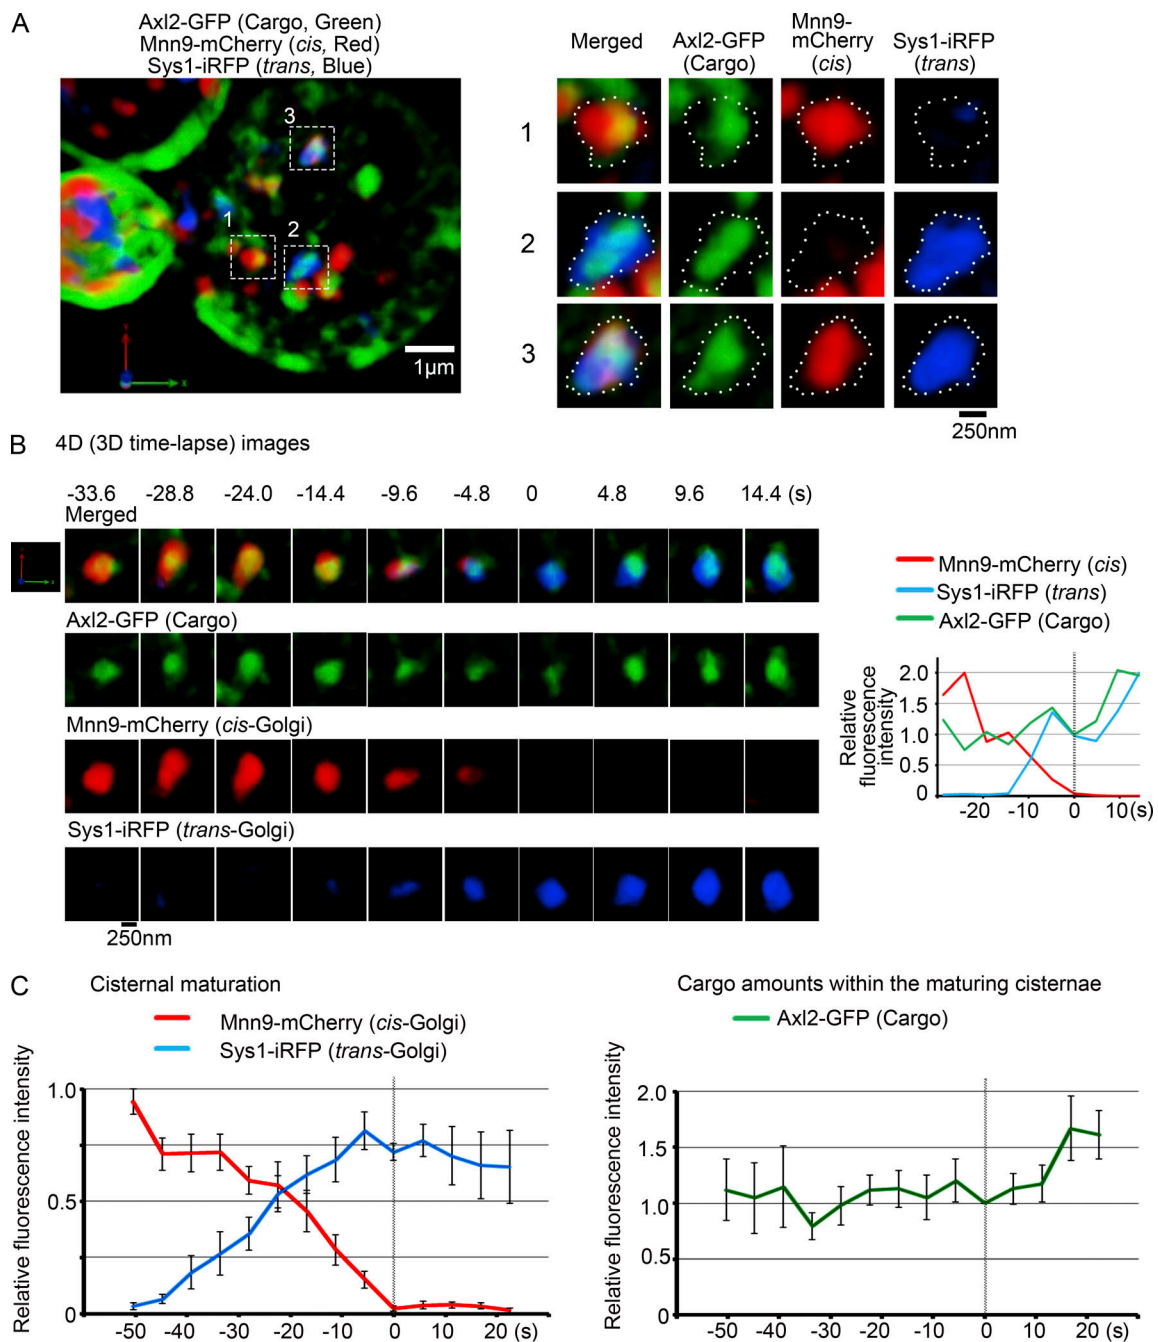 A
Axl2-GFP (Cargo, Green)
Mnn9-mCherry (cis, Red)
Sys1-iRFP (trans, Blue)
3
1
2
Y
X
1µm
Merged
Axl2-GFP
(Cargo)
Mnn9-
mCherry
(cis)
Sys1-iRFP
(trans)
1
2
3
250nm
B 4D (3D time-lapse) images
-33.6 -28.8 -24.0 -14.4 -9.6 -4.8 0 4.8 9.6 14.4 (s)
Merged
Axl2-GFP (Cargo)
Mnn9-mCherry (cis-Golgi)
Sys1-iRFP (trans-Golgi)
250nm
Mnn9-mCherry (cis)
Sys1-iRFP (trans)
Axl2-GFP (Cargo)
Relative
fluorescence
intensity
2.0
1.5
1.0
0.5
0
-20 -10 0 10(s)
C Cisternal maturation
Mnn9-mCherry (cis-Golgi)
Sys1-iRFP (trans-Golgi)
Relative fluorescence intensity
1.0
0.5
0
-50 -40 -30 -20 -10 0 10 20 (s)
Cargo amounts within the maturing cisternae
Axl2-GFP (Cargo)
Relative fluorescence intensity
2.0
1.5
1.0
0.5
0
-50 -40 -30 -20 -10 0 10 20 (s)